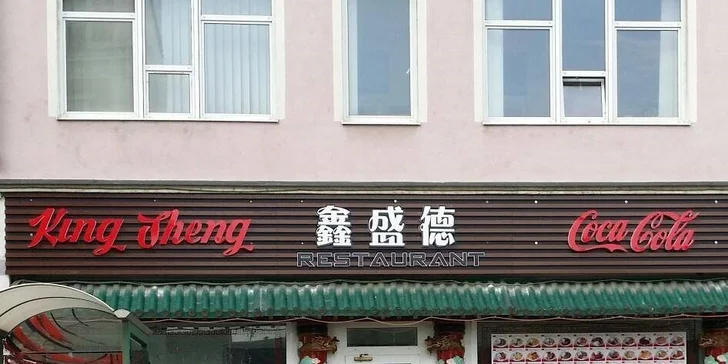 King Sheng
鑫盛德
RESTAURANT
Coca-Cola